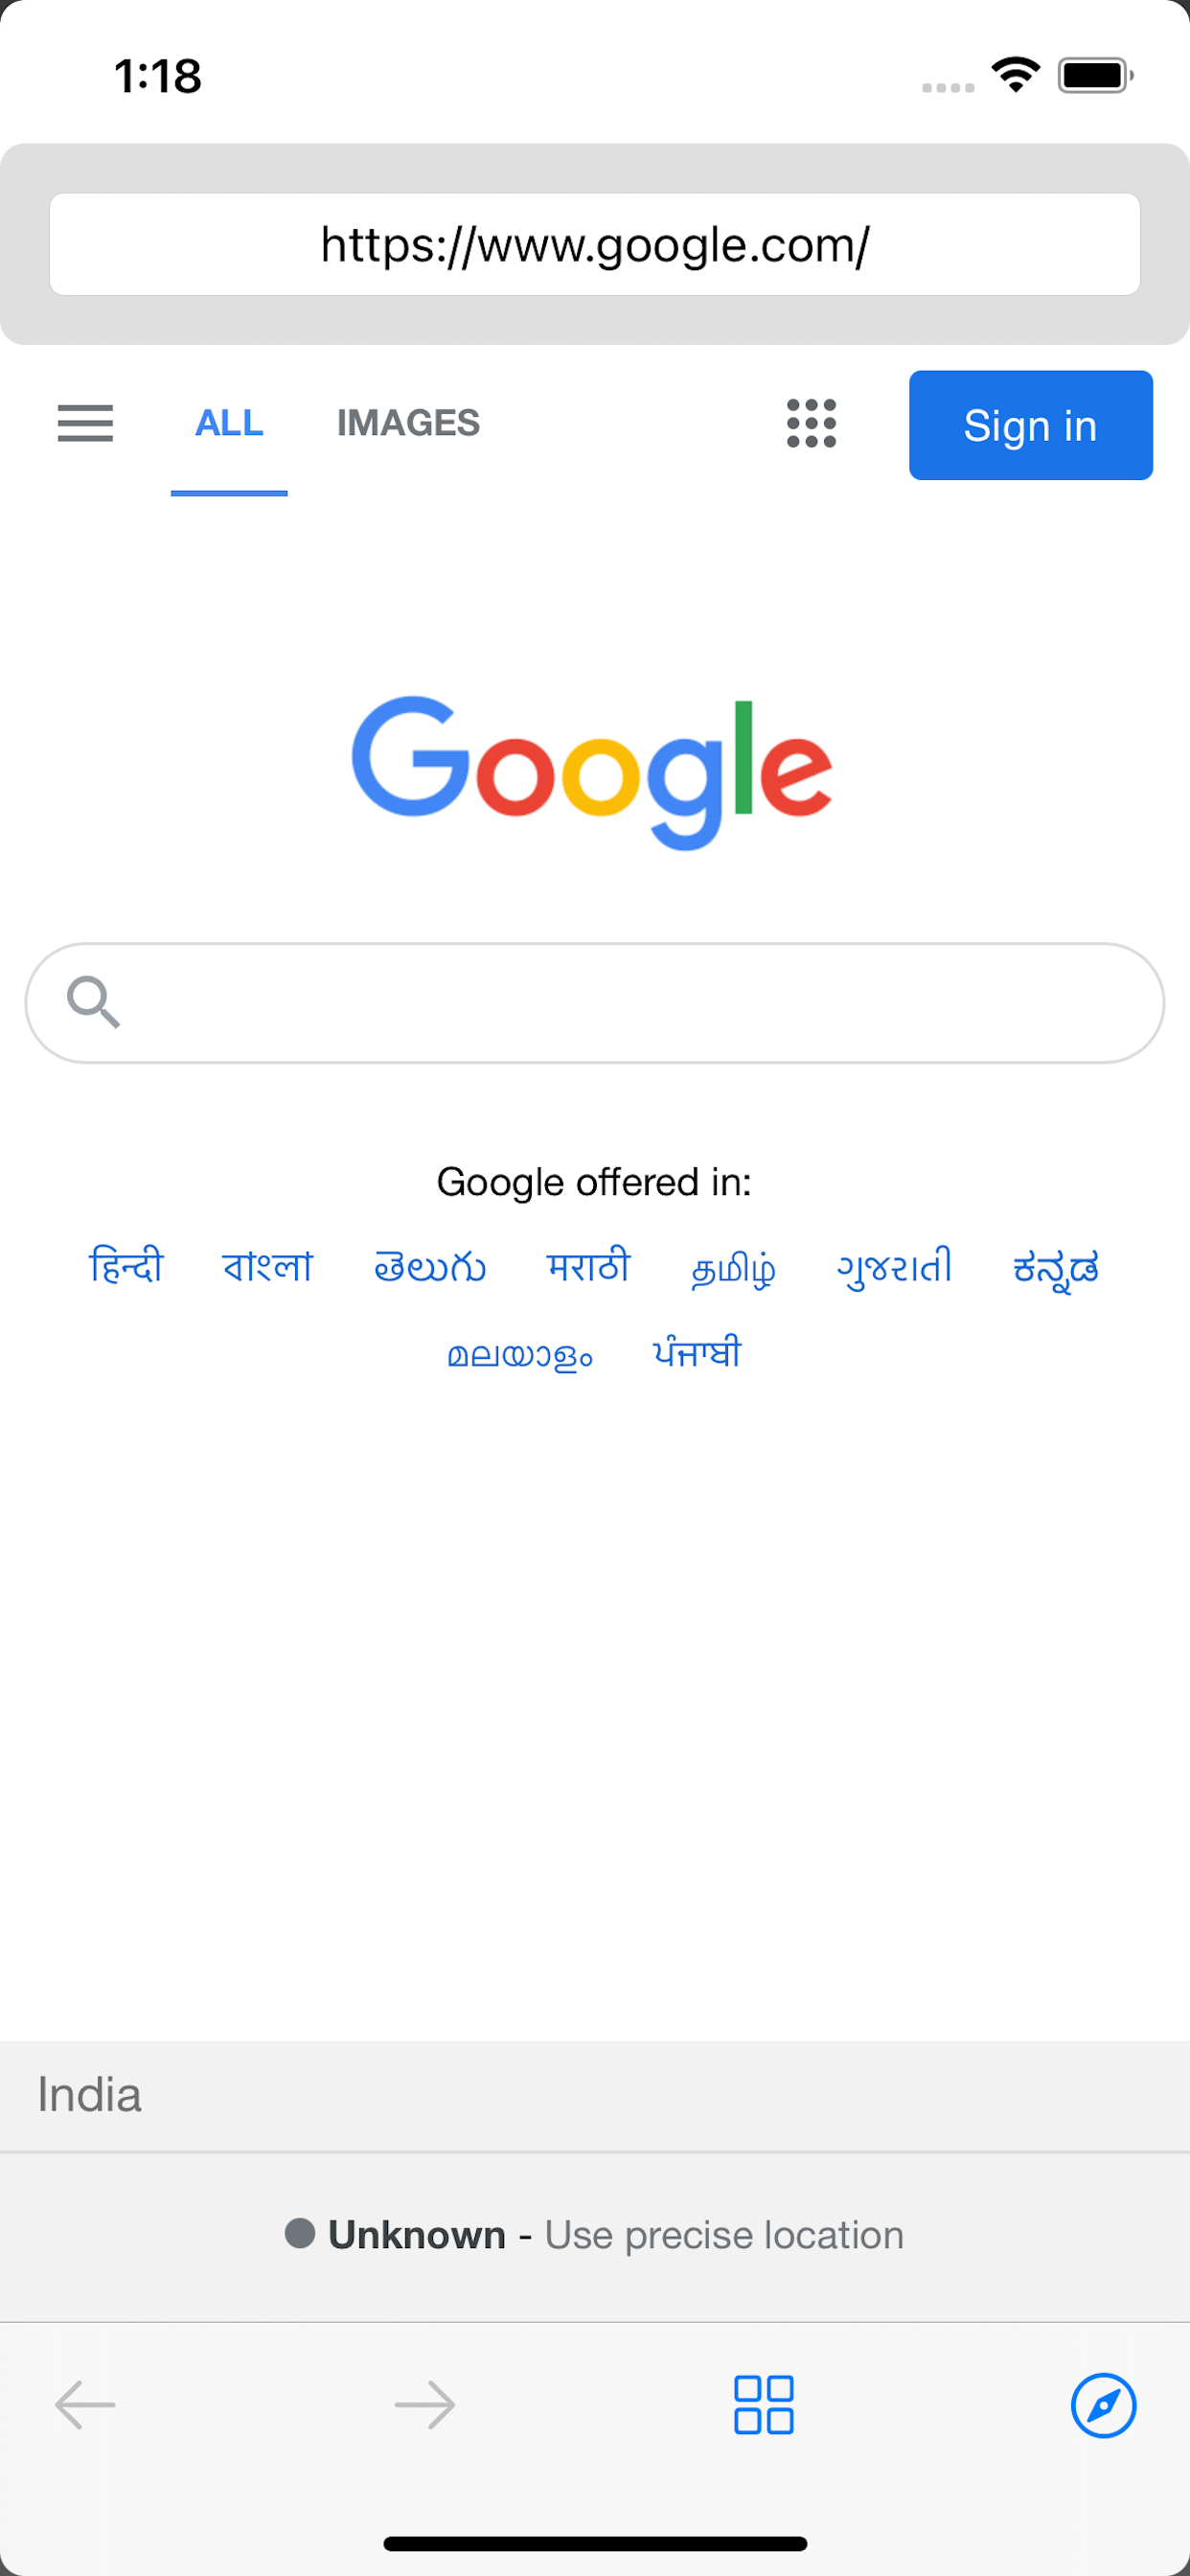 1:18
https://www.google.com/
ALL IMAGES Sign in
Google
Google offered in:
हिन्दी বাংলা తెలుగు मराठी தமிழ் ગુજરાતી ಕನ್ನಡ
മലയാളം ਪੰਜਾਬੀ
India
Unknown - Use precise location